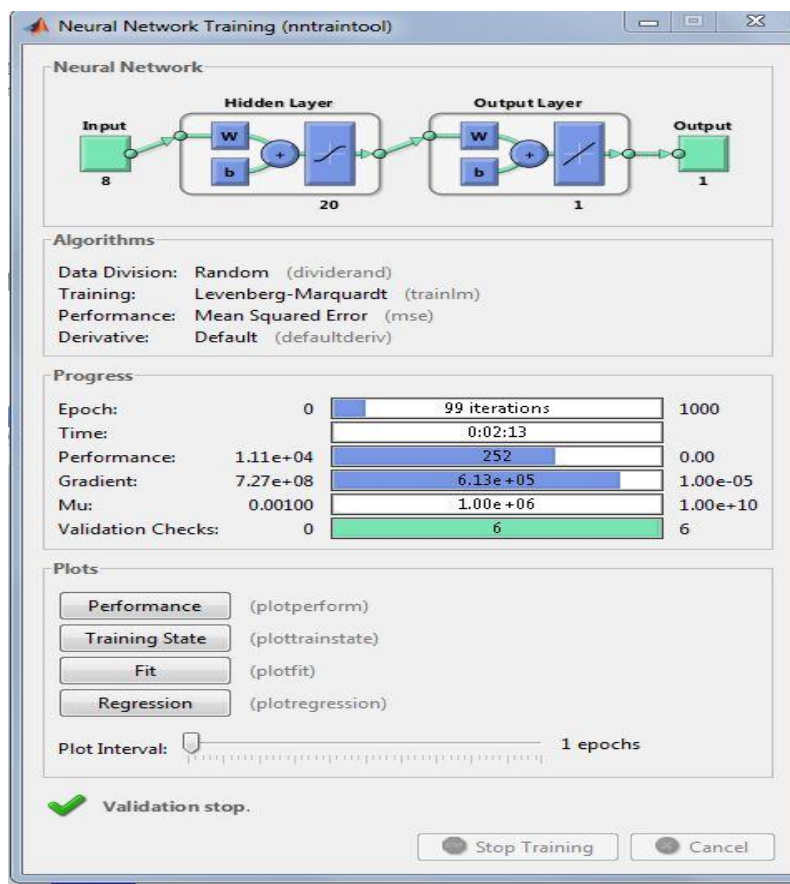 Neural Network Training (nntraintool)
Neural Network
Hidden Layer Output Layer
Input Output
W W
+ +
b b
8 20 1 1
Algorithms
Data Division: Random (dividerand)
Training: Levenberg-Marquardt (trainlm)
Performance: Mean Squared Error (mse)
Derivative: Default (defaultderiv)
Progress
Epoch: 0 99 iterations 1000
Time: 0:02:13
Performance: 1.11e+04 252 0.00
Gradient: 7.27e+08 6.13e+05 1.00e-05
Mu: 0.00100 1.00e+06 1.00e+10
Validation Checks: 0 6 6
Plots
Performance (plotperform)
Training State (plottrainstate)
Fit (plotfit)
Regression (plotregression)
Plot Interval: 1 epochs
Validation stop.
Stop Training Cancel